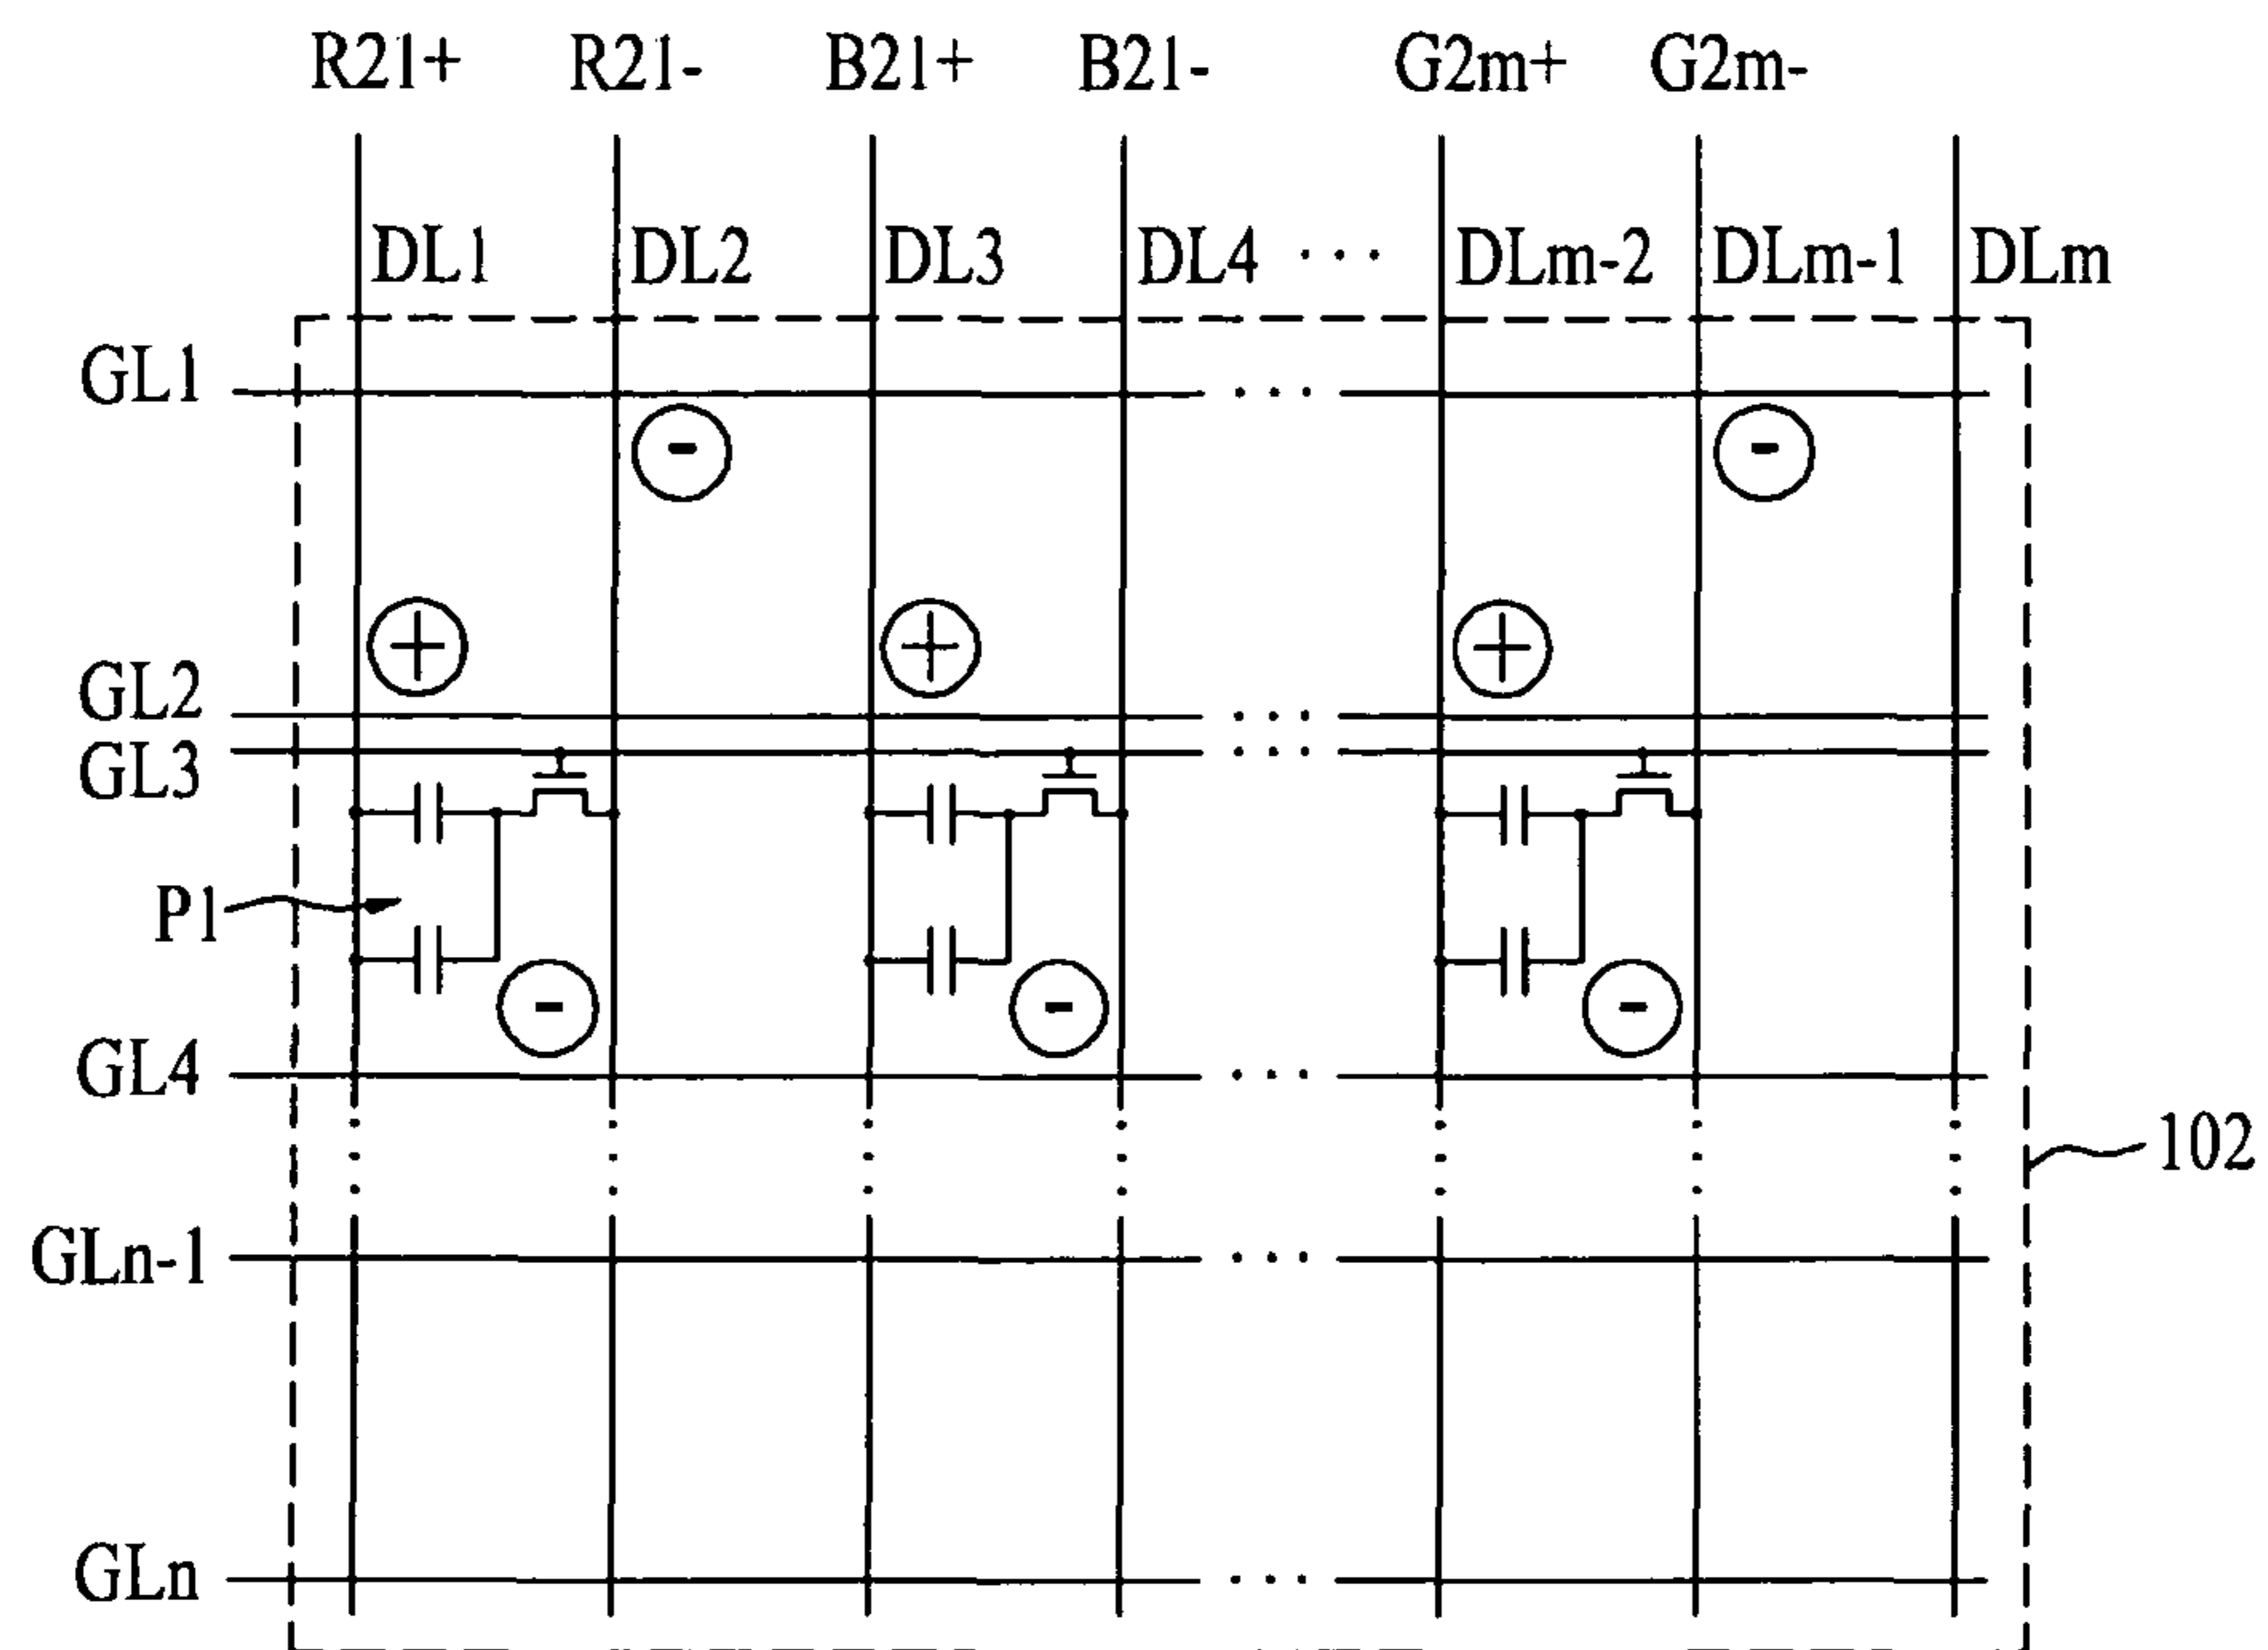 R21+ R21- B21+ B21- G2m+ G2m-
DL1 DL2 DL3 DL4 ··· DLm-2 DLm-1 DLm
GL1 ···
- -
+ + +
GL2 ···
GL3 ···
P1
- - -
GL4 ···
102
GLn-1 ···
GLn ···